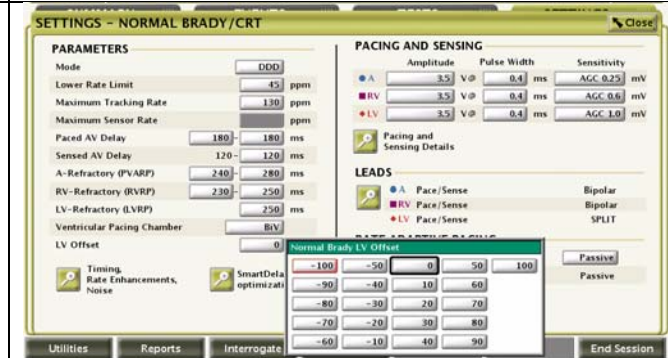 SETTINGS - NORMAL BRADY/CRT
Close
PARAMETERS
Mode DDD
Lower Rate Limit 45 ppm
Maximum Tracking Rate 130 ppm
Maximum Sensor Rate ppm
Paced AV Delay 180 - 180 ms
Sensed AV Delay 120 - 120 ms
A-Refractory (PVARP) 240 - 280 ms
RV-Refractory (RVRP) 230 - 250 ms
LV-Refractory (LVRP) 250 ms
Ventricular Pacing Chamber BiV
LV Offset 0
Timing,
Rate Enhancements,
Noise
SmartDela
optimizati
PACING AND SENSING
Amplitude Pulse Width Sensitivity
A 3.5 V@ 0.4 ms AGC 0.25 mV
RV 3.5 V@ 0.4 ms AGC 0.6 mV
LV 3.5 V@ 0.4 ms AGC 1.0 mV
Pacing and
Sensing Details
LEADS
A Pace/Sense Bipolar
RV Pace/Sense Bipolar
LV Pace/Sense SPLIT
RATE ADAPTIVE PACING
Passive
Passive
Normal Brady LV Offset
-100 -50 0 50 100
-90 -40 10 60
-80 -30 20 70
-70 -20 30 80
-60 -10 40 90
Utilities Reports Interrogate End Session